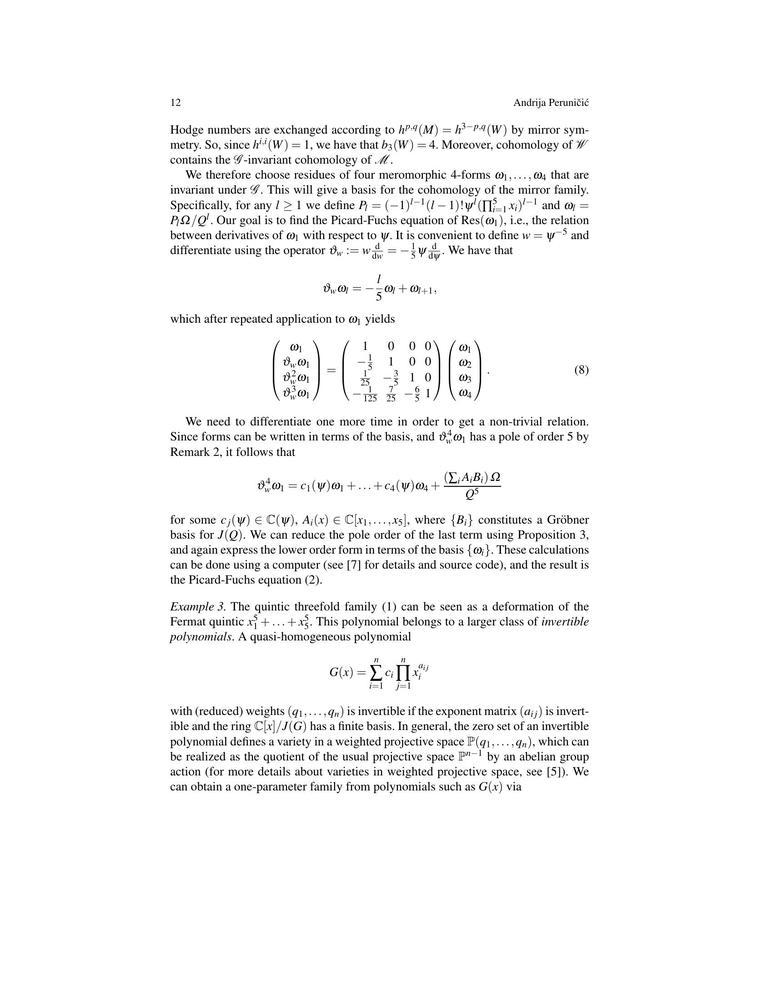 12 Andrija Peruničić
Hodge numbers are exchanged according to $h^{p,q}(M) = h^{3-p,q}(W)$ by mirror sym-
metry. So, since $h^{i,i}(W) = 1$, we have that $b_3(W) = 4$. Moreover, cohomology of $\mathscr{W}$
contains the $\mathscr{G}$-invariant cohomology of $\mathscr{M}$.
We therefore choose residues of four meromorphic 4-forms $\omega_1, \ldots, \omega_4$ that are
invariant under $\mathscr{G}$. This will give a basis for the cohomology of the mirror family.
Specifically, for any $l \geq 1$ we define $P_l = (-1)^{l-1}(l-1)!\psi^l(\prod_{i=1}^5 x_i)^{l-1}$ and $\omega_l =$
$P_l\Omega/Q^l$. Our goal is to find the Picard-Fuchs equation of $\mathrm{Res}(\omega_1)$, i.e., the relation
between derivatives of $\omega_1$ with respect to $\psi$. It is convenient to define $w = \psi^{-5}$ and
differentiate using the operator $\vartheta_w := w\frac{\mathrm{d}}{\mathrm{d}w} = -\frac{1}{5}\psi\frac{\mathrm{d}}{\mathrm{d}\psi}$. We have that
$\vartheta_w\omega_l = -\frac{l}{5}\omega_l + \omega_{l+1},$
which after repeated application to $\omega_1$ yields
$\begin{pmatrix} \omega_1 \\ \vartheta_w\omega_1 \\ \vartheta_w^2\omega_1 \\ \vartheta_w^3\omega_1 \end{pmatrix} = \begin{pmatrix} 1 & 0 & 0 & 0 \\ -\frac{1}{5} & 1 & 0 & 0 \\ \frac{1}{25} & -\frac{3}{5} & 1 & 0 \\ -\frac{1}{125} & \frac{7}{25} & -\frac{6}{5} & 1 \end{pmatrix} \begin{pmatrix} \omega_1 \\ \omega_2 \\ \omega_3 \\ \omega_4 \end{pmatrix}.$ (8)
We need to differentiate one more time in order to get a non-trivial relation.
Since forms can be written in terms of the basis, and $\vartheta_w^4\omega_1$ has a pole of order 5 by
Remark 2, it follows that
$\vartheta_w^4\omega_1 = c_1(\psi)\omega_1 + \ldots + c_4(\psi)\omega_4 + \frac{(\sum_i A_iB_i)\,\Omega}{Q^5}$
for some $c_j(\psi) \in \mathbb{C}(\psi)$, $A_i(x) \in \mathbb{C}[x_1, \ldots, x_5]$, where $\{B_i\}$ constitutes a Gröbner
basis for $J(Q)$. We can reduce the pole order of the last term using Proposition 3,
and again express the lower order form in terms of the basis $\{\omega_i\}$. These calculations
can be done using a computer (see [7] for details and source code), and the result is
the Picard-Fuchs equation (2).
Example 3. The quintic threefold family (1) can be seen as a deformation of the
Fermat quintic $x_1^5 + \ldots + x_5^5$. This polynomial belongs to a larger class of invertible
polynomials. A quasi-homogeneous polynomial
$G(x) = \sum_{i=1}^n c_i \prod_{j=1}^n x_i^{a_{ij}}$
with (reduced) weights $(q_1, \ldots, q_n)$ is invertible if the exponent matrix $(a_{ij})$ is invert-
ible and the ring $\mathbb{C}[x]/J(G)$ has a finite basis. In general, the zero set of an invertible
polynomial defines a variety in a weighted projective space $\mathbb{P}(q_1, \ldots, q_n)$, which can
be realized as the quotient of the usual projective space $\mathbb{P}^{n-1}$ by an abelian group
action (for more details about varieties in weighted projective space, see [5]). We
can obtain a one-parameter family from polynomials such as $G(x)$ via